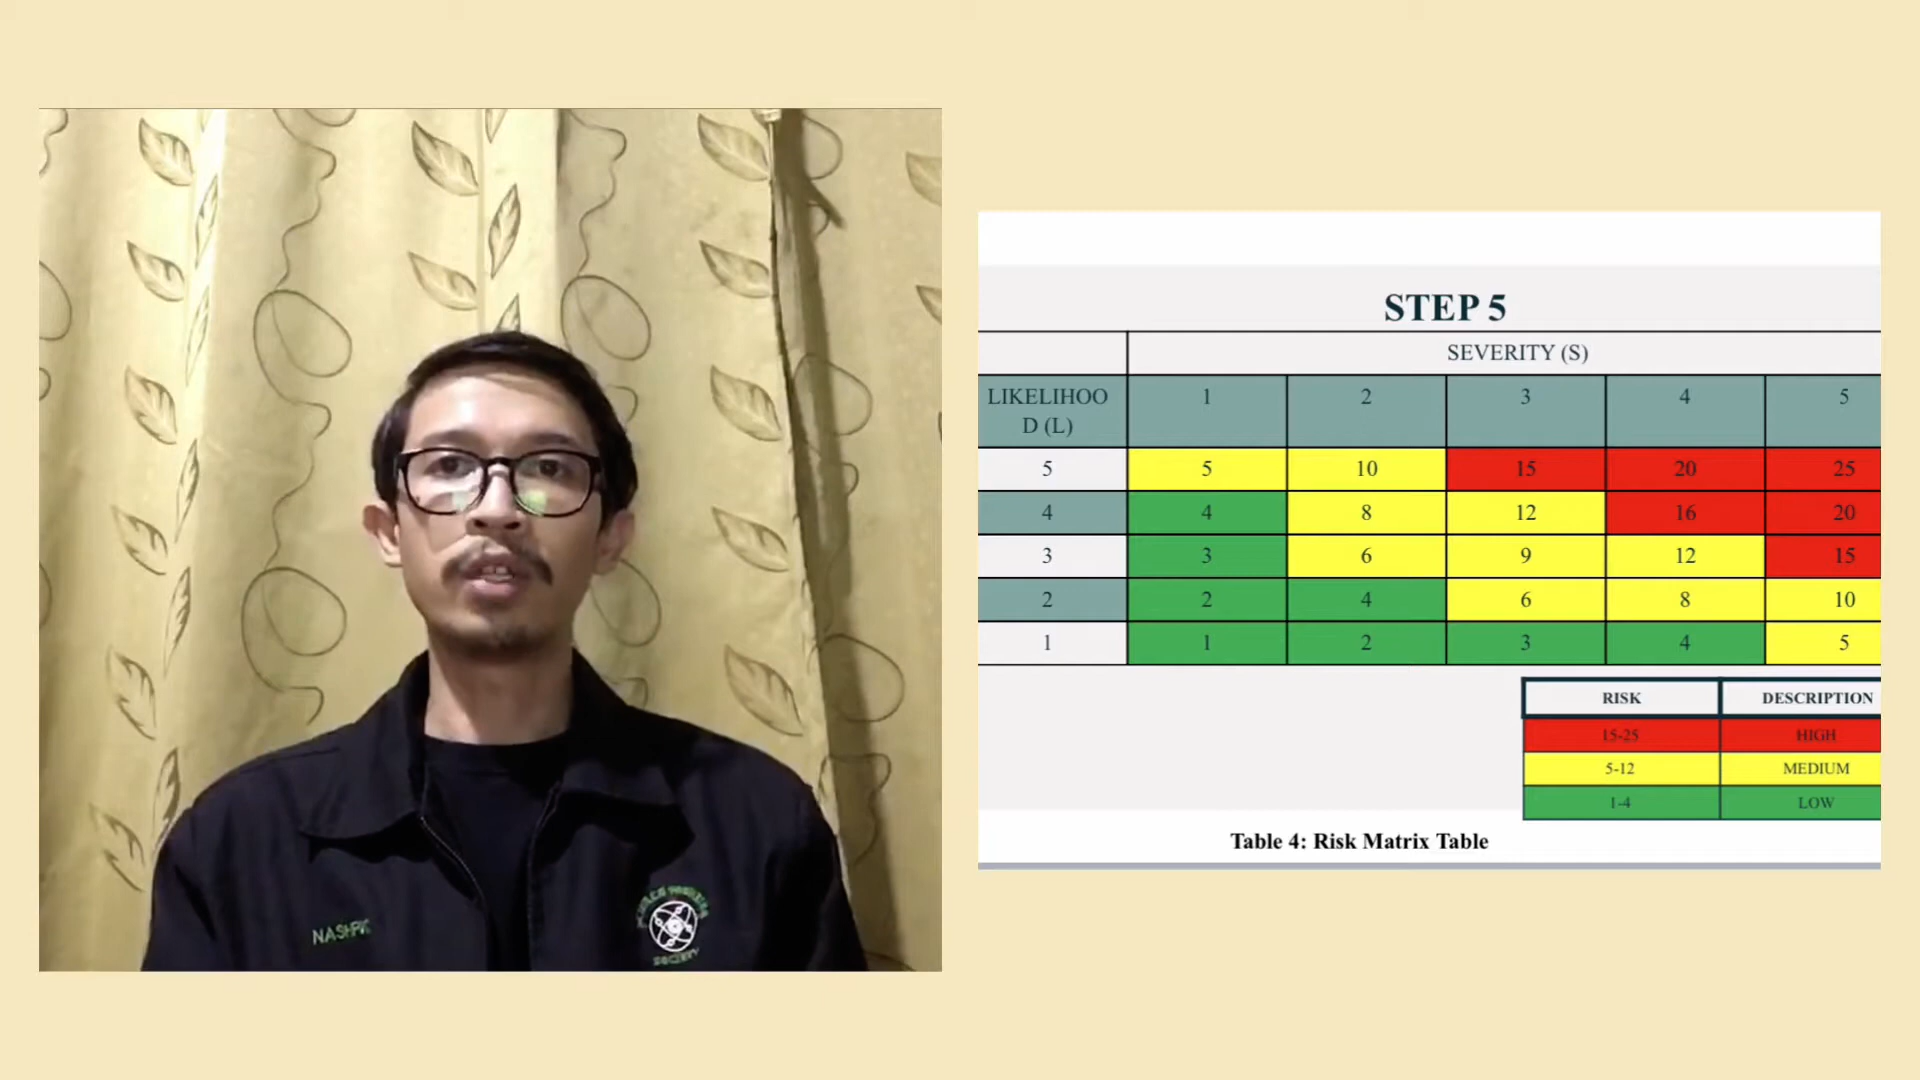 NASHRIQ
SOCIETY
STEP 5
SEVERITY (S)
LIKELIHOO
D (L)
1 2 3 4 5
5 5 10 15 20 25
4 4 8 12 16 20
3 3 6 9 12 15
2 2 4 6 8 10
1 1 2 3 4 5
RISK DESCRIPTION
15-25 HIGH
5-12 MEDIUM
1-4 LOW
Table 4: Risk Matrix Table